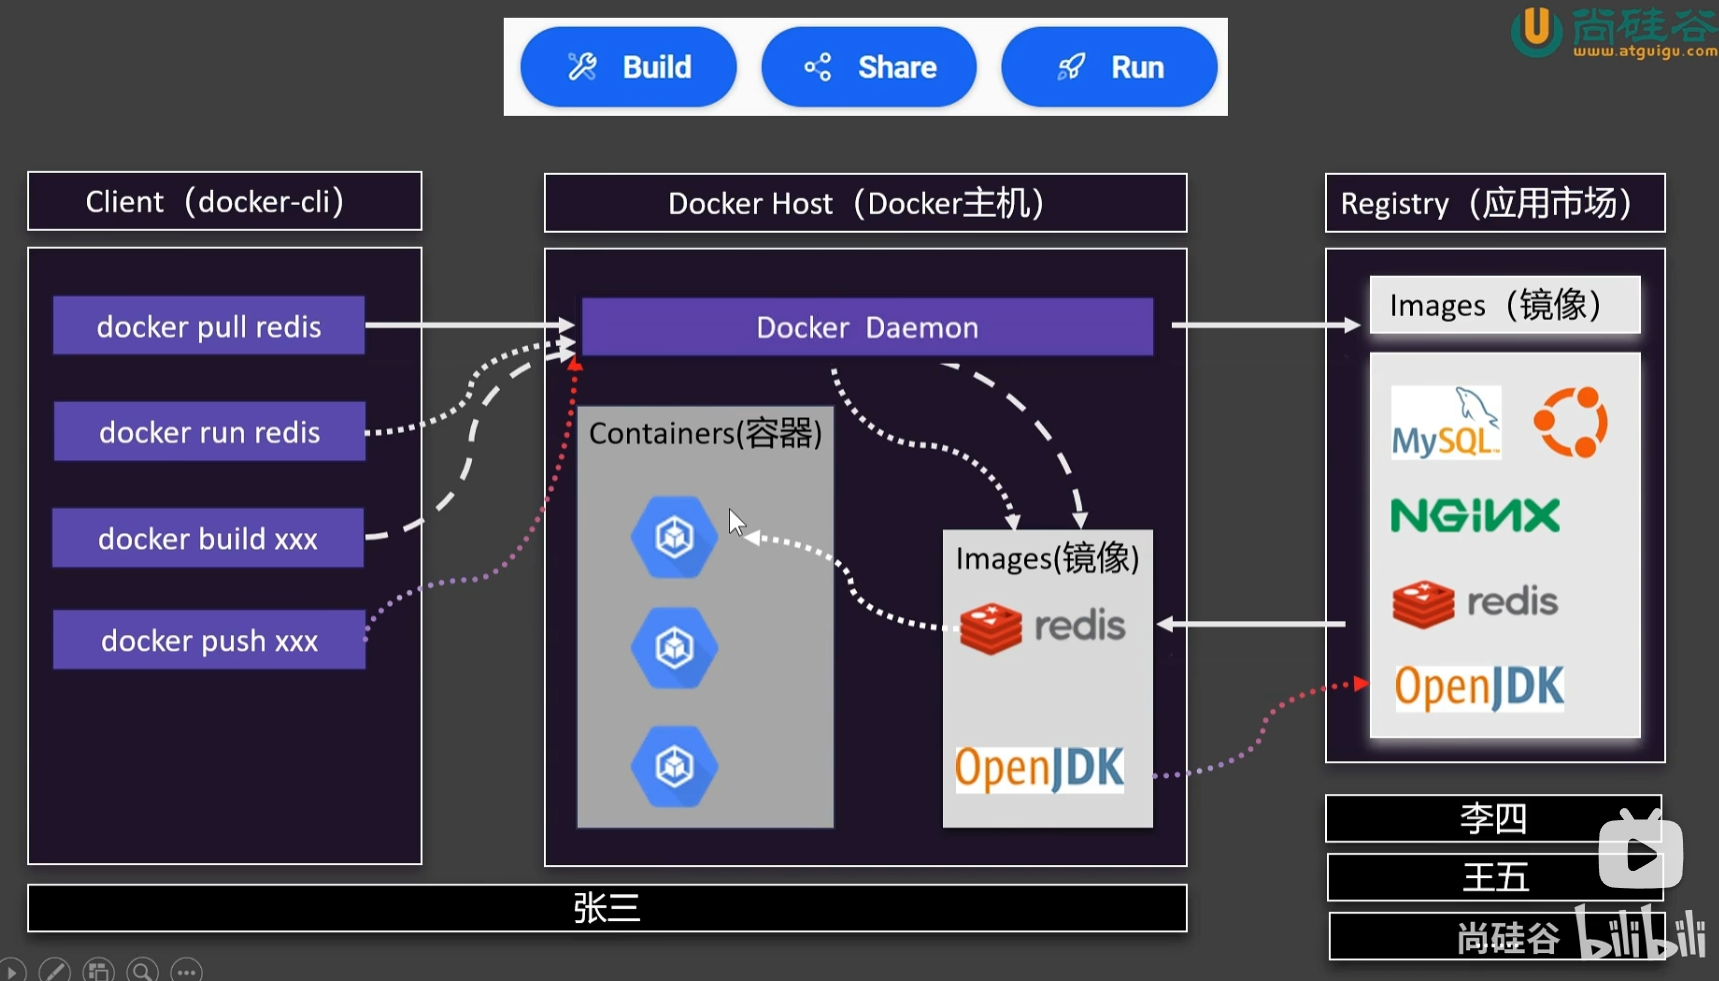 尚硅谷
www.atguigu.com
Build
Share
Run
Client（docker-cli）
Docker Host（Docker主机）
Registry（应用市场）
docker pull redis
docker run redis
docker build xxx
docker push xxx
Docker Daemon
Containers(容器)
Images(镜像)
redis
OpenJDK
Images（镜像）
MySQL
NGINX
redis
OpenJDK
张三
李四
王五
......
尚硅谷
bilibili